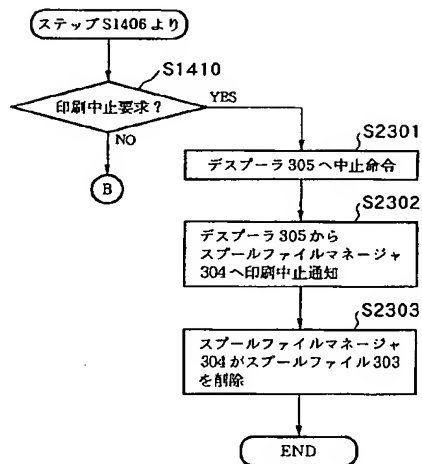 ステップS1406より
S1410
印刷中止要求?
YES
NO
B
S2301
デスプーラ305へ中止命令
S2302
デスプーラ305から
スプールファイルマネージャ
304へ印刷中止通知
S2303
スプールファイルマネージャ
304がスプールファイル303
を削除
END